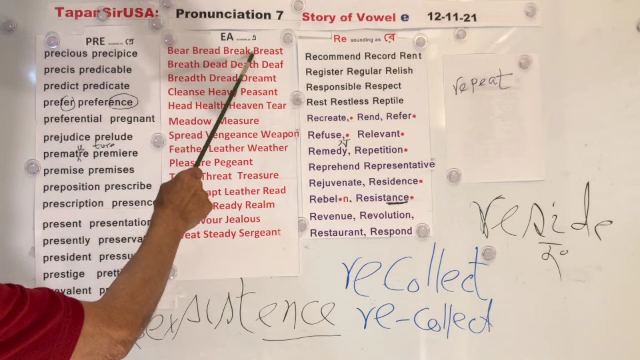 TaparSirUSA: Pronunciation 7 Story of Vowel e 12-11-21
PRE
precious precipice
precis predicable
predict predicate
prefer preference
preferential pregnant
prejudice prelude
premature premiere
premise premises
preposition prescribe
prescription presence
present presentation
presently
president
prestige
EA
Bear Bread Break Breast
Breath Dead Death Deaf
Breadth Dread Dreamt
Cleanse Heavy Peasant
Head Health Heaven Tear
Meadow Measure
Spread Vengeance Weapon
Feather Leather Weather
Pleasure Pegeant
Threat Treasure
Leather Read
Ready Realm
Jealous
Steady Sergeant
Re sounding as রে
Recommend Record Rent
Register Regular Relish
Responsible Respect
Rest Restless Reptile
Recreate, Rend, Refer
Refuse, Relevant
Remedy, Repetition
Reprehend Representative
Rejuvenate, Residence
Rebel n, Resistance
Revenue, Revolution,
Restaurant, Respond
repeat
reside
recollect
re-collect